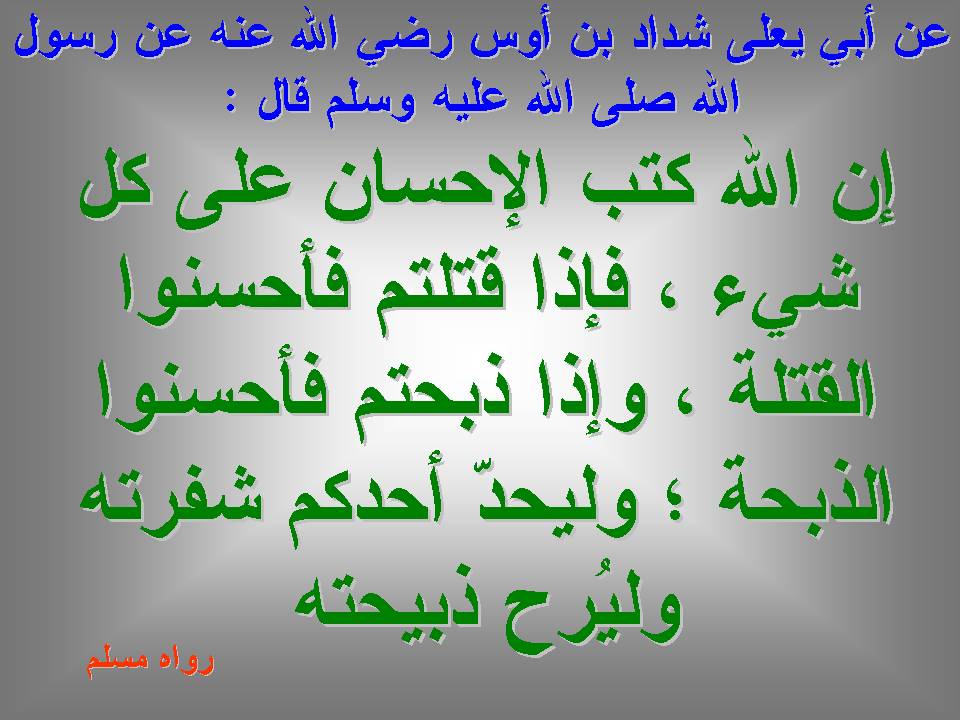 عن أبي يعلى شداد بن أوس رضي الله عنه عن رسول
الله صلى الله عليه وسلم قال :
إن الله كتب الإحسان على كل
شيء ، فإذا قتلتم فأحسنوا
القتلة ، وإذا ذبحتم فأحسنوا
الذبحة ؛ وليحدّ أحدكم شفرته
وليُرح ذبيحته
رواه مسلم